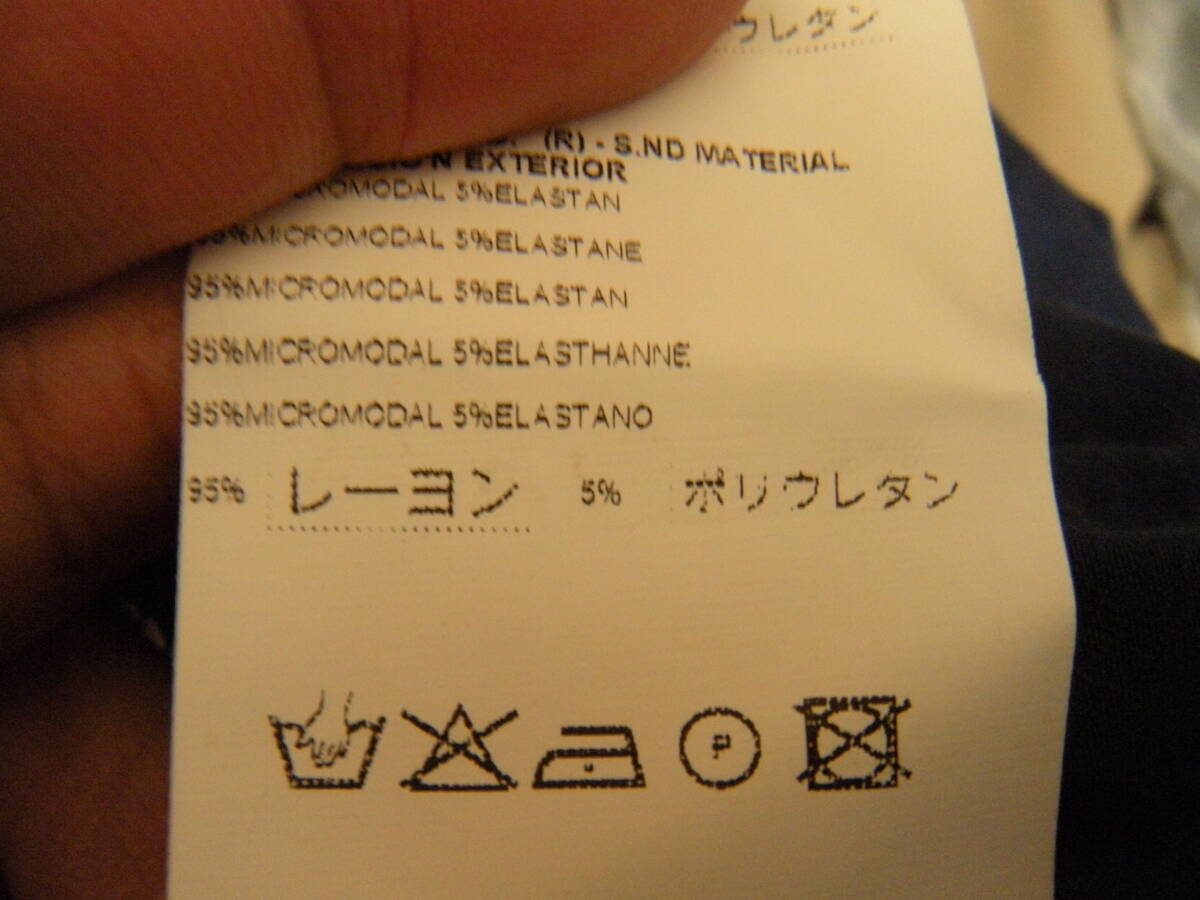 ウレタン
(R) - S.ND MATERIAL
EXTERIOR
CROMODAL 5%ELASTAN
95%MICROMODAL 5%ELASTANE
95%MICROMODAL 5%ELASTAN
95%MICROMODAL 5%ELASTHANNE
95%MICROMODAL 5%ELASTANO
95% レーヨン 5% ポリウレタン
P